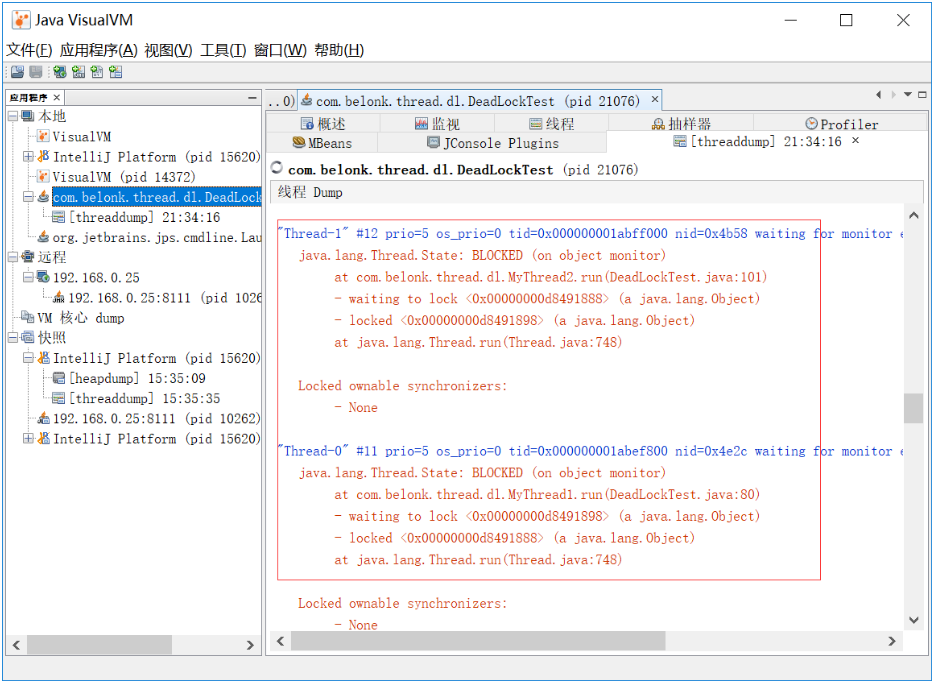 Java VisualVM
文件(F) 应用程序(A) 视图(V) 工具(T) 窗口(W) 帮助(H)
应用程序
本地
VisualVM
IntelliJ Platform (pid 15620)
VisualVM (pid 14372)
com.belonk.thread.dl.DeadLock
[threaddump] 21:34:16
org.jetbrains.jps.cmdline.Lau
远程
192.168.0.25
192.168.0.25:8111 (pid 1026
VM 核心 dump
快照
IntelliJ Platform (pid 15620)
[heapdump] 15:35:09
[threaddump] 15:35:35
192.168.0.25:8111 (pid 10262)
IntelliJ Platform (pid 15620)
..0) com.belonk.thread.dl.DeadLockTest (pid 21076)
概述 监视 线程 抽样器 Profiler
MBeans JConsole Plugins [threaddump] 21:34:16
com.belonk.thread.dl.DeadLockTest (pid 21076)
线程 Dump
"Thread-1" #12 prio=5 os_prio=0 tid=0x000000001abff000 nid=0x4b58 waiting for monitor e
java.lang.Thread.State: BLOCKED (on object monitor)
at com.belonk.thread.dl.MyThread2.run(DeadLockTest.java:101)
- waiting to lock <0x00000000d8491888> (a java.lang.Object)
- locked <0x00000000d8491898> (a java.lang.Object)
at java.lang.Thread.run(Thread.java:748)
Locked ownable synchronizers:
- None
"Thread-0" #11 prio=5 os_prio=0 tid=0x000000001abef800 nid=0x4e2c waiting for monitor e
java.lang.Thread.State: BLOCKED (on object monitor)
at com.belonk.thread.dl.MyThread1.run(DeadLockTest.java:80)
- waiting to lock <0x00000000d8491898> (a java.lang.Object)
- locked <0x00000000d8491888> (a java.lang.Object)
at java.lang.Thread.run(Thread.java:748)
Locked ownable synchronizers:
- None